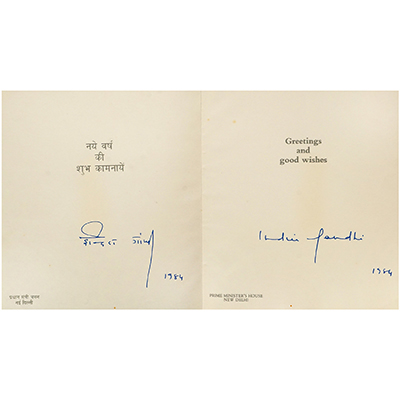 नये वर्ष
की
शुभ कामनायें
इन्दिरा गांधी
1984
प्रधान मंत्री भवन
नई दिल्ली
Greetings
and
good wishes
Indira Gandhi
1984
PRIME MINISTER'S HOUSE
NEW DELHI